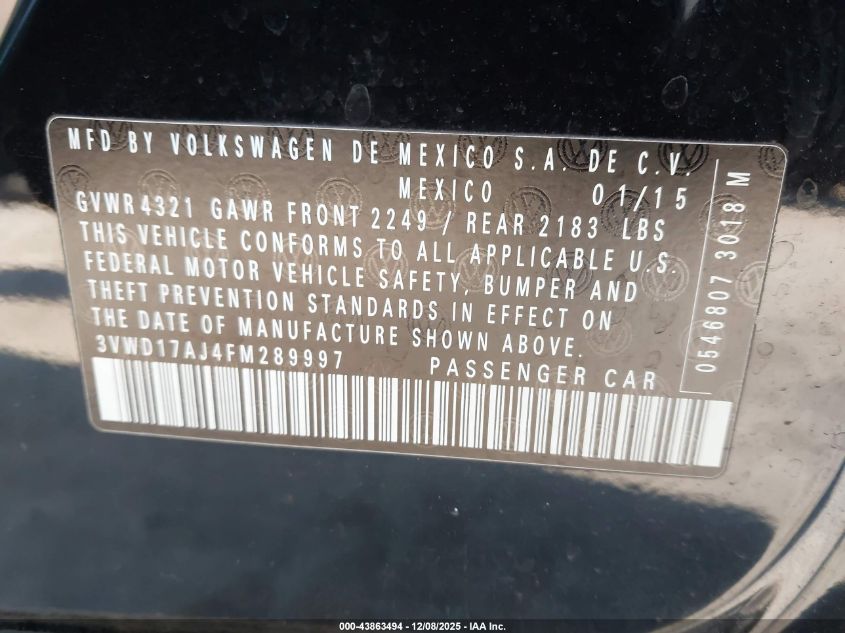 MFD BY VOLKSWAGEN DE MEXICO S.A. DE C.V.
MEXICO 01/15
GVWR 4321 GAWR FRONT 2249 / REAR 2183 LBS
THIS VEHICLE CONFORMS TO ALL APPLICABLE U.S.
FEDERAL MOTOR VEHICLE SAFETY, BUMPER AND
THEFT PREVENTION STANDARDS IN EFFECT ON
THE DATE OF MANUFACTURE SHOWN ABOVE.
3VWD17AJ4FM289997 PASSENGER CAR
0546807 3018 M
000-43863494 - 12/08/2025 - IAA Inc.